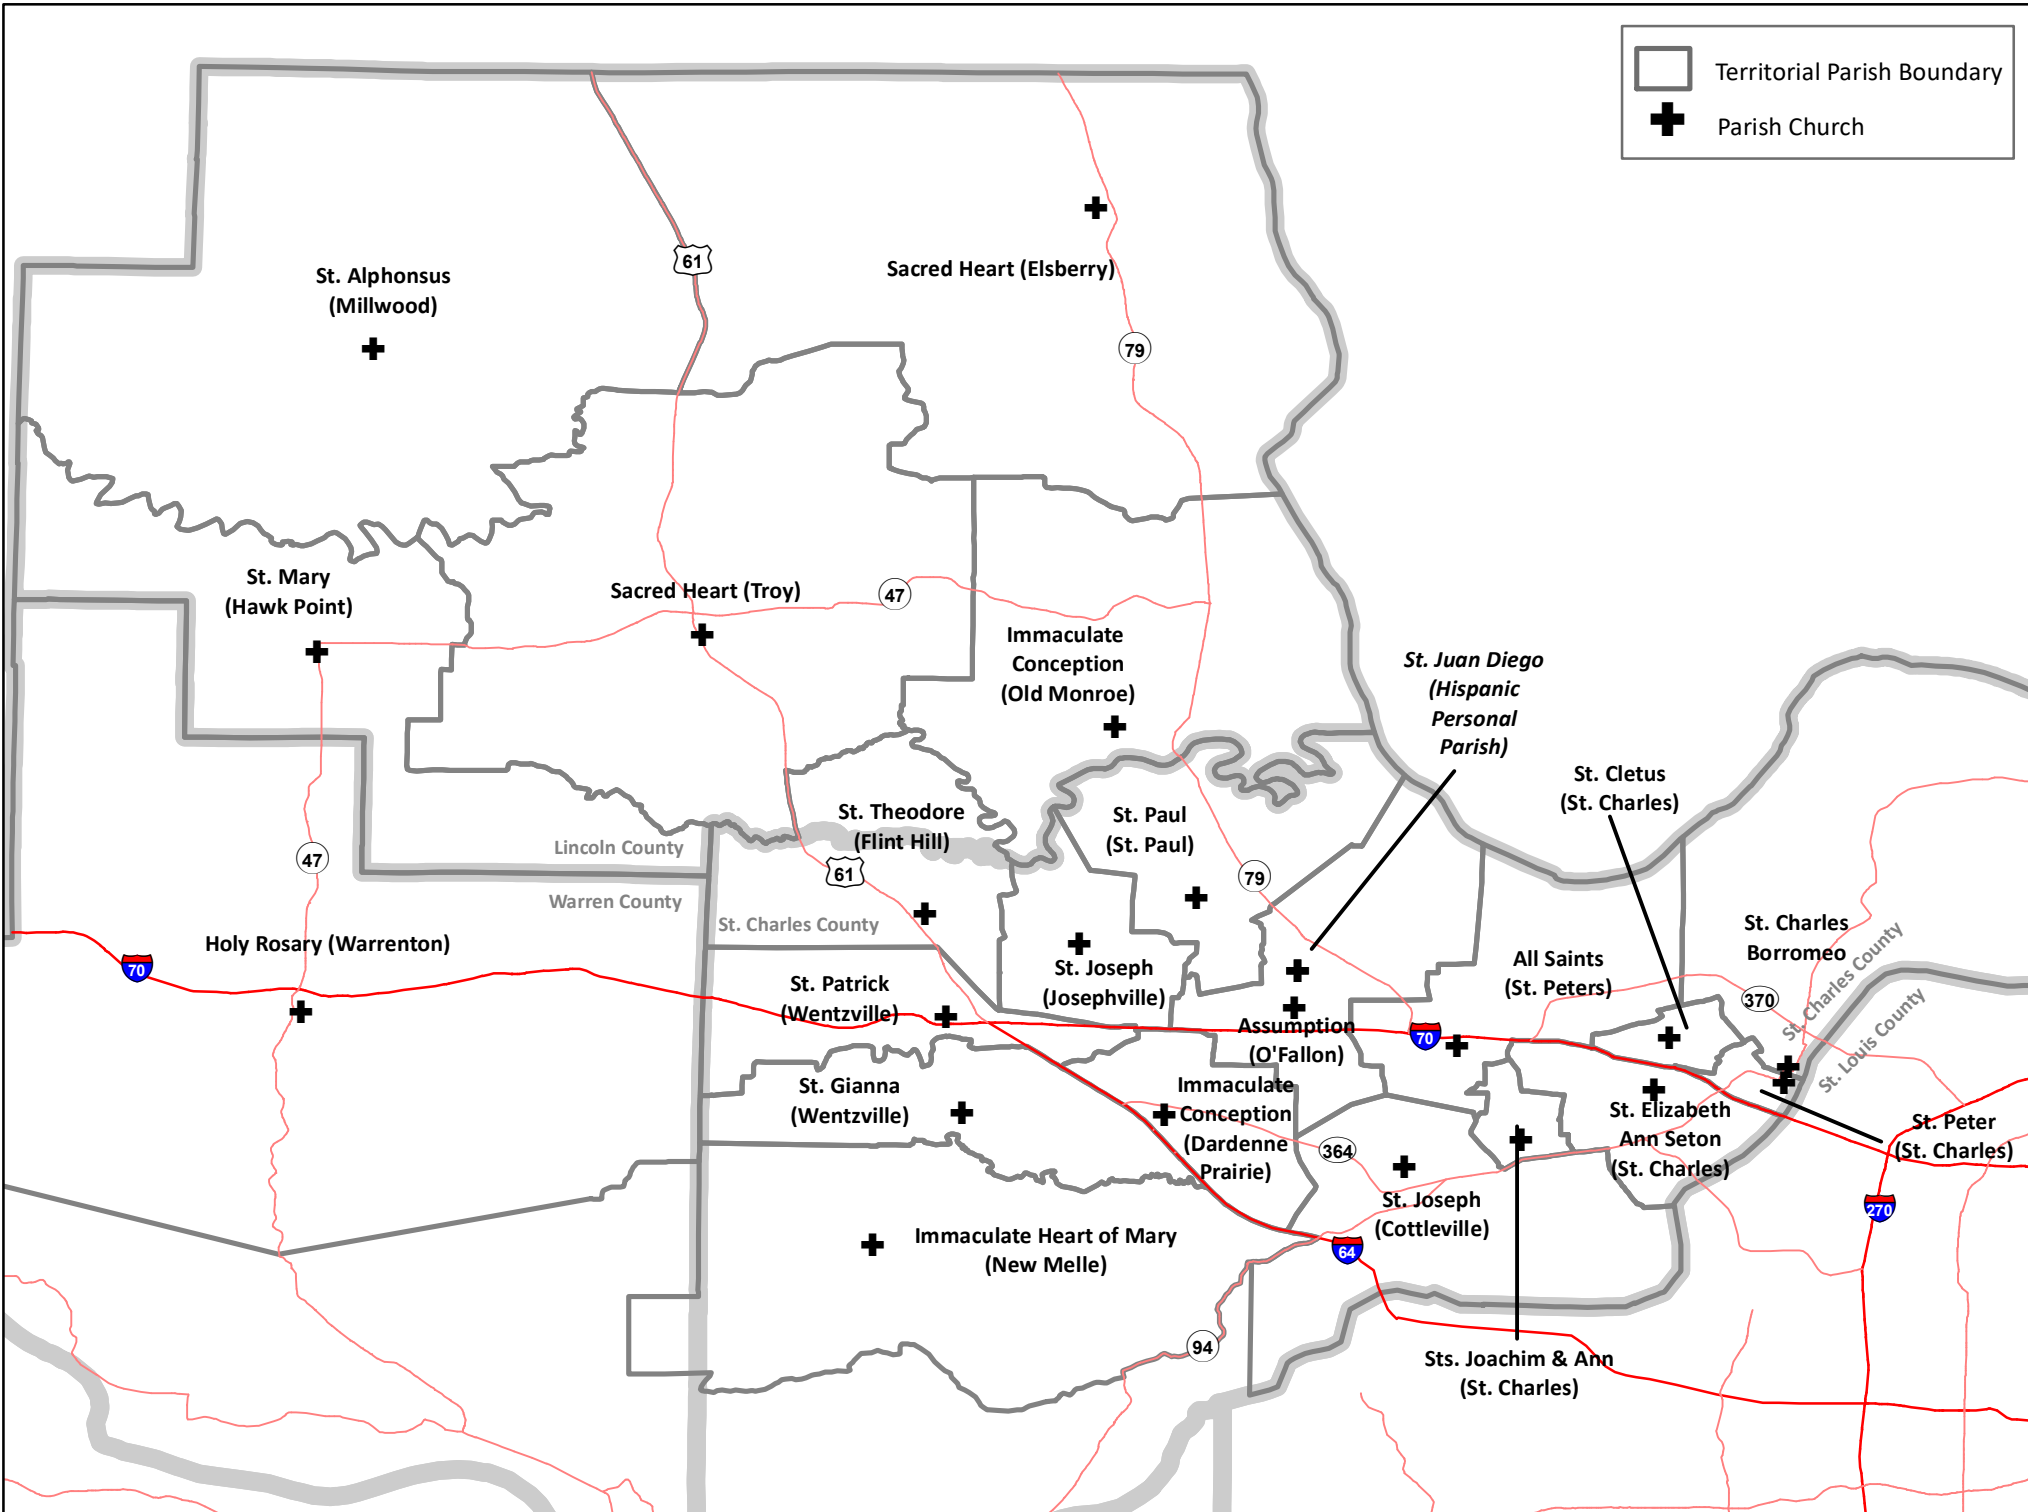 Territorial Parish Boundary
Parish Church
61
St. Alphonsus
(Millwood)
Sacred Heart (Elsberry)
79
St. Mary
(Hawk Point)
Sacred Heart (Troy)
47
Immaculate
Conception
(Old Monroe)
St. Juan Diego
(Hispanic
Personal
Parish)
St. Cletus
(St. Charles)
St. Theodore
(Flint Hill)
St. Paul
(St. Paul)
Lincoln County
47
61
79
Warren County
St. Charles County
St. Charles
Borromeo
Holy Rosary (Warrenton)
70
St. Joseph
(Josephville)
All Saints
(St. Peters)
St. Patrick
(Wentzville)
370
St. Charles County
St. Louis County
Assumption
(O'Fallon)
70
St. Gianna
(Wentzville)
Immaculate
Conception
(Dardenne
Prairie)
364
St. Elizabeth
Ann Seton
(St. Charles)
St. Peter
(St. Charles)
St. Joseph
(Cottleville)
270
Immaculate Heart of Mary
(New Melle)
64
94
Sts. Joachim & Ann
(St. Charles)